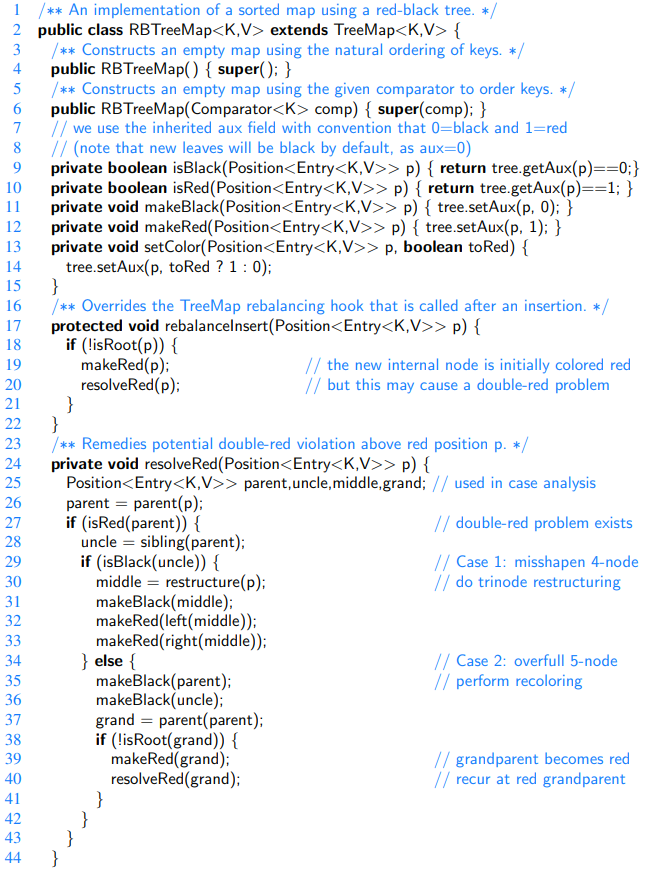 1 /** An implementation of a sorted map using a red-black tree. */
2 public class RBTreeMap<K,V> extends TreeMap<K,V> {
3 /** Constructs an empty map using the natural ordering of keys. */
4 public RBTreeMap() { super(); }
5 /** Constructs an empty map using the given comparator to order keys. */
6 public RBTreeMap(Comparator<K> comp) { super(comp); }
7 // we use the inherited aux field with convention that 0=black and 1=red
8 // (note that new leaves will be black by default, as aux=0)
9 private boolean isBlack(Position<Entry<K,V>> p) { return tree.getAux(p)==0;}
10 private boolean isRed(Position<Entry<K,V>> p) { return tree.getAux(p)==1; }
11 private void makeBlack(Position<Entry<K,V>> p) { tree.setAux(p, 0); }
12 private void makeRed(Position<Entry<K,V>> p) { tree.setAux(p, 1); }
13 private void setColor(Position<Entry<K,V>> p, boolean toRed) {
14 tree.setAux(p, toRed ? 1 : 0);
15 }
16 /** Overrides the TreeMap rebalancing hook that is called after an insertion. */
17 protected void rebalanceInsert(Position<Entry<K,V>> p) {
18 if (!isRoot(p)) {
19 makeRed(p); // the new internal node is initially colored red
20 resolveRed(p); // but this may cause a double-red problem
21 }
22 }
23 /** Remedies potential double-red violation above red position p. */
24 private void resolveRed(Position<Entry<K,V>> p) {
25 Position<Entry<K,V>> parent,uncle,middle,grand; // used in case analysis
26 parent = parent(p);
27 if (isRed(parent)) { // double-red problem exists
28 uncle = sibling(parent);
29 if (isBlack(uncle)) { // Case 1: misshapen 4-node
30 middle = restructure(p); // do trinode restructuring
31 makeBlack(middle);
32 makeRed(left(middle));
33 makeRed(right(middle));
34 } else { // Case 2: overfull 5-node
35 makeBlack(parent); // perform recoloring
36 makeBlack(uncle);
37 grand = parent(parent);
38 if (!isRoot(grand)) {
39 makeRed(grand); // grandparent becomes red
40 resolveRed(grand); // recur at red grandparent
41 }
42 }
43 }
44 }